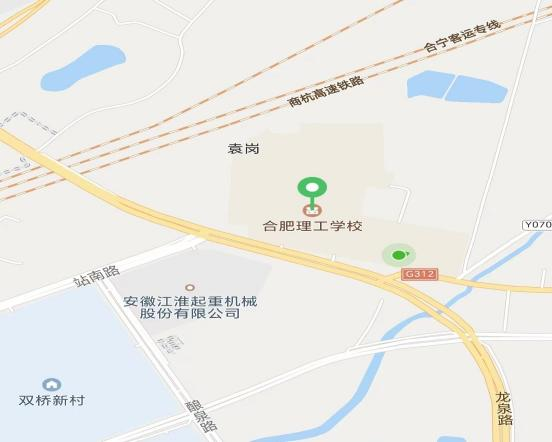 合宁客运专线
商杭高速铁路
袁岗
合肥理工学校
Y070
G312
站南路
安徽江淮起重机械
股份有限公司
双桥新村
酿泉路
龙泉路